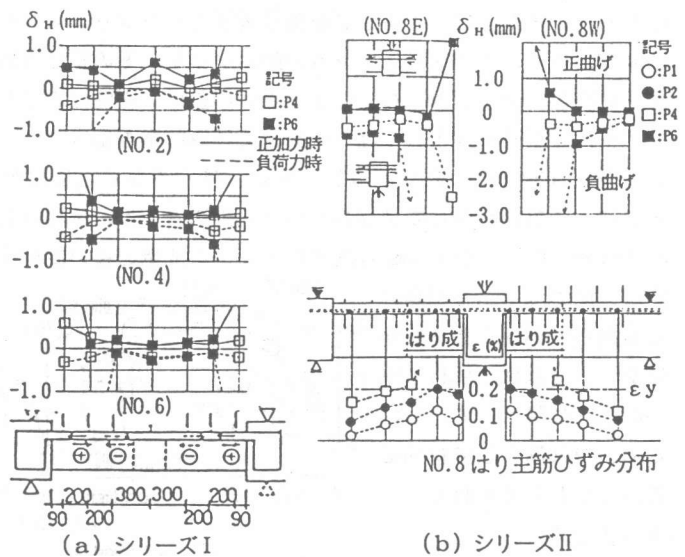 δH(mm)
1.0
0
-1.0
(NO.2)
記号
□:P4
■:P6
正加力時
負荷力時
1.0
0
1.0
(NO.4)
1.0
0
-1.0
(NO.6)
⊕ ⊖ ⊖ ⊕
200 300 300 200
90 200 200 90
(a) シリーズI
(NO.8E)
δH(mm)
(NO.8W)
1.0
0
-1.0
-2.0
-3.0
正曲げ
負曲げ
記号
○:P1
●:P2
□:P4
■:P6
はり成
ε(%)
はり成
0.2
0.1
0
εy
NO.8 はり主筋ひずみ分布
(b) シリーズII